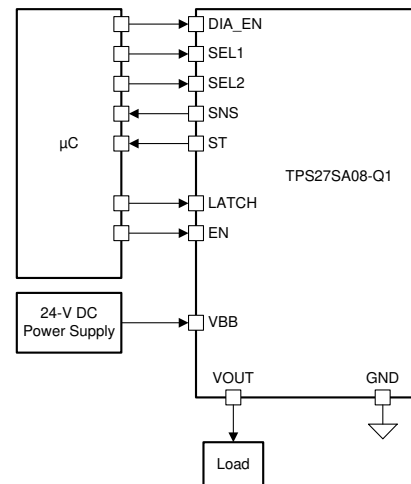 DIA_EN
SEL1
SEL2
SNS
ST
µC
TPS27SA08-Q1
LATCH
EN
24-V DC
Power Supply
VBB
VOUT
GND
Load